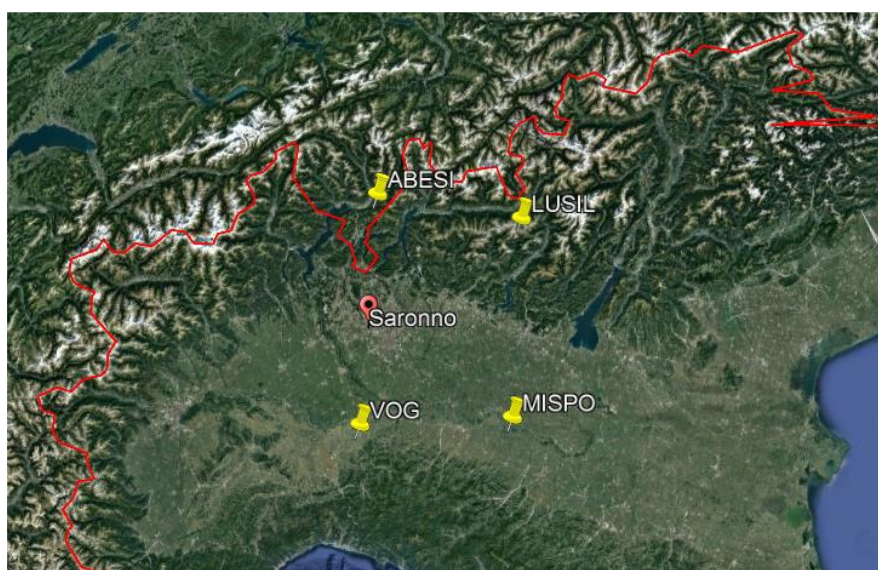 ABESI
LUSIL
Saronno
VOG
MISPO